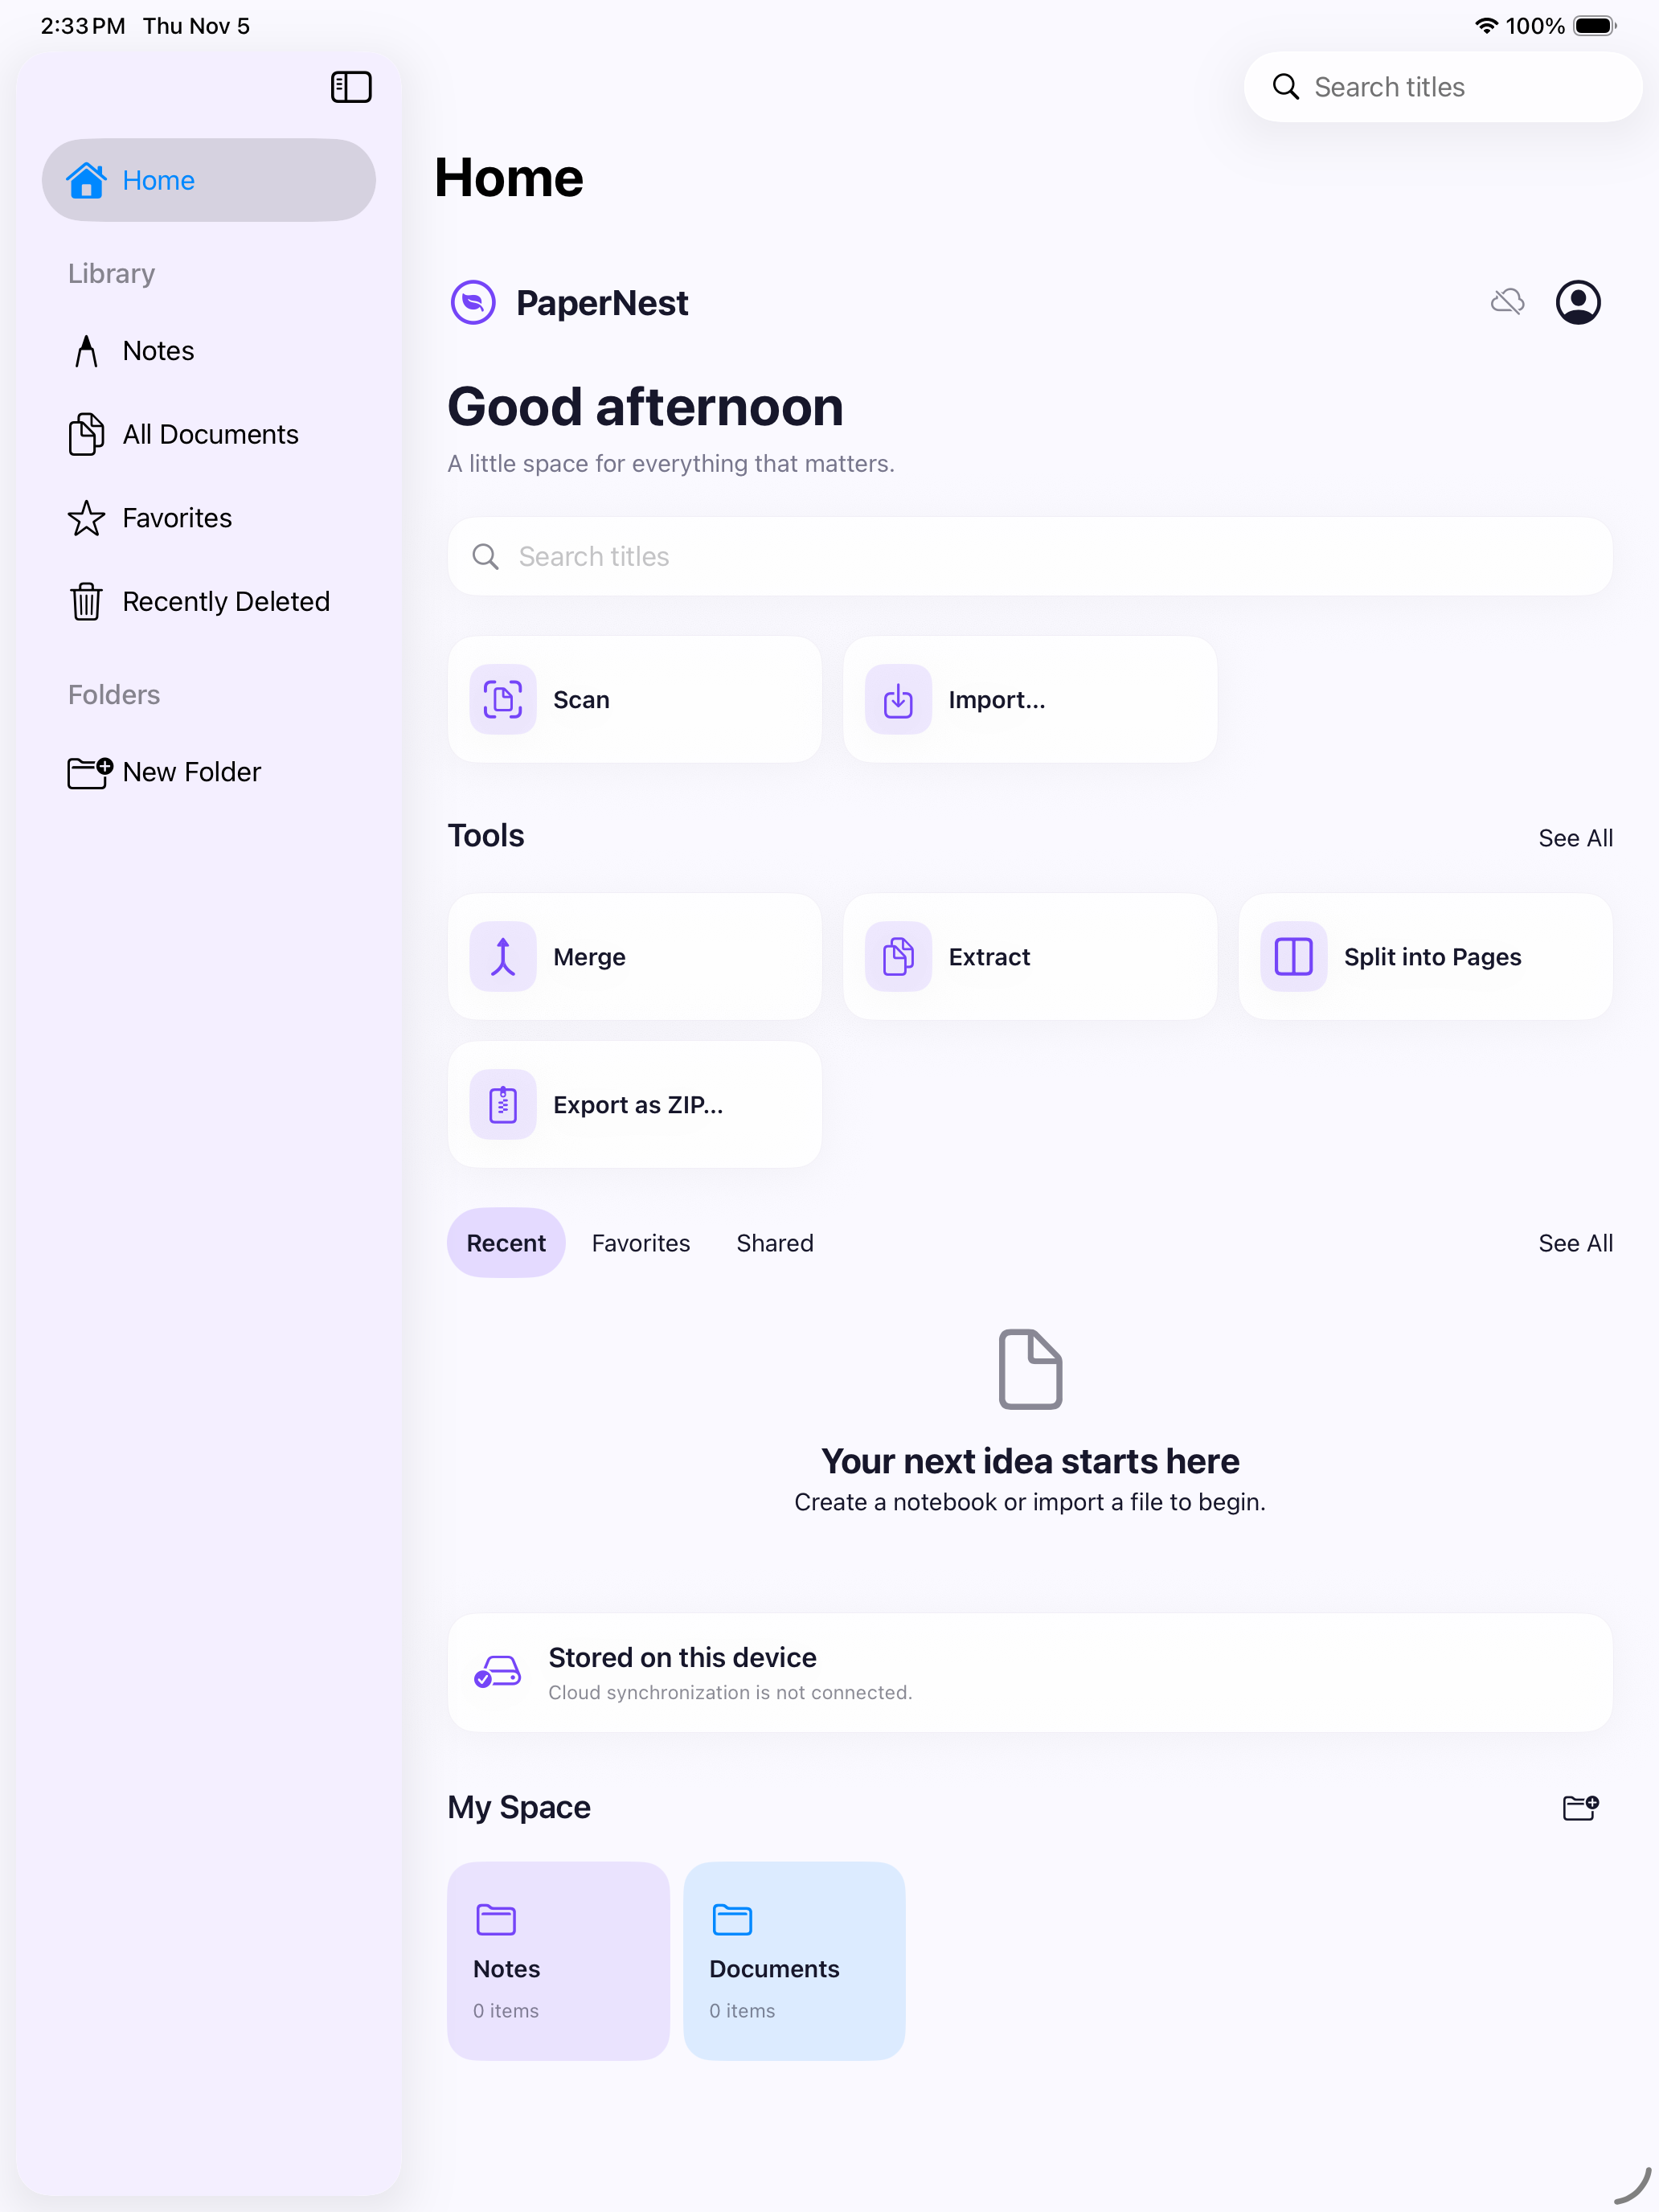 2:33 PM Thu Nov 5
100%
Search titles
Home
Library
Notes
All Documents
Favorites
Recently Deleted
Folders
New Folder
Home
PaperNest
Good afternoon
A little space for everything that matters.
Search titles
Scan
Import...
Tools
See All
Merge
Extract
Split into Pages
Export as ZIP...
Recent
Favorites
Shared
See All
Your next idea starts here
Create a notebook or import a file to begin.
Stored on this device
Cloud synchronization is not connected.
My Space
Notes
0 items
Documents
0 items